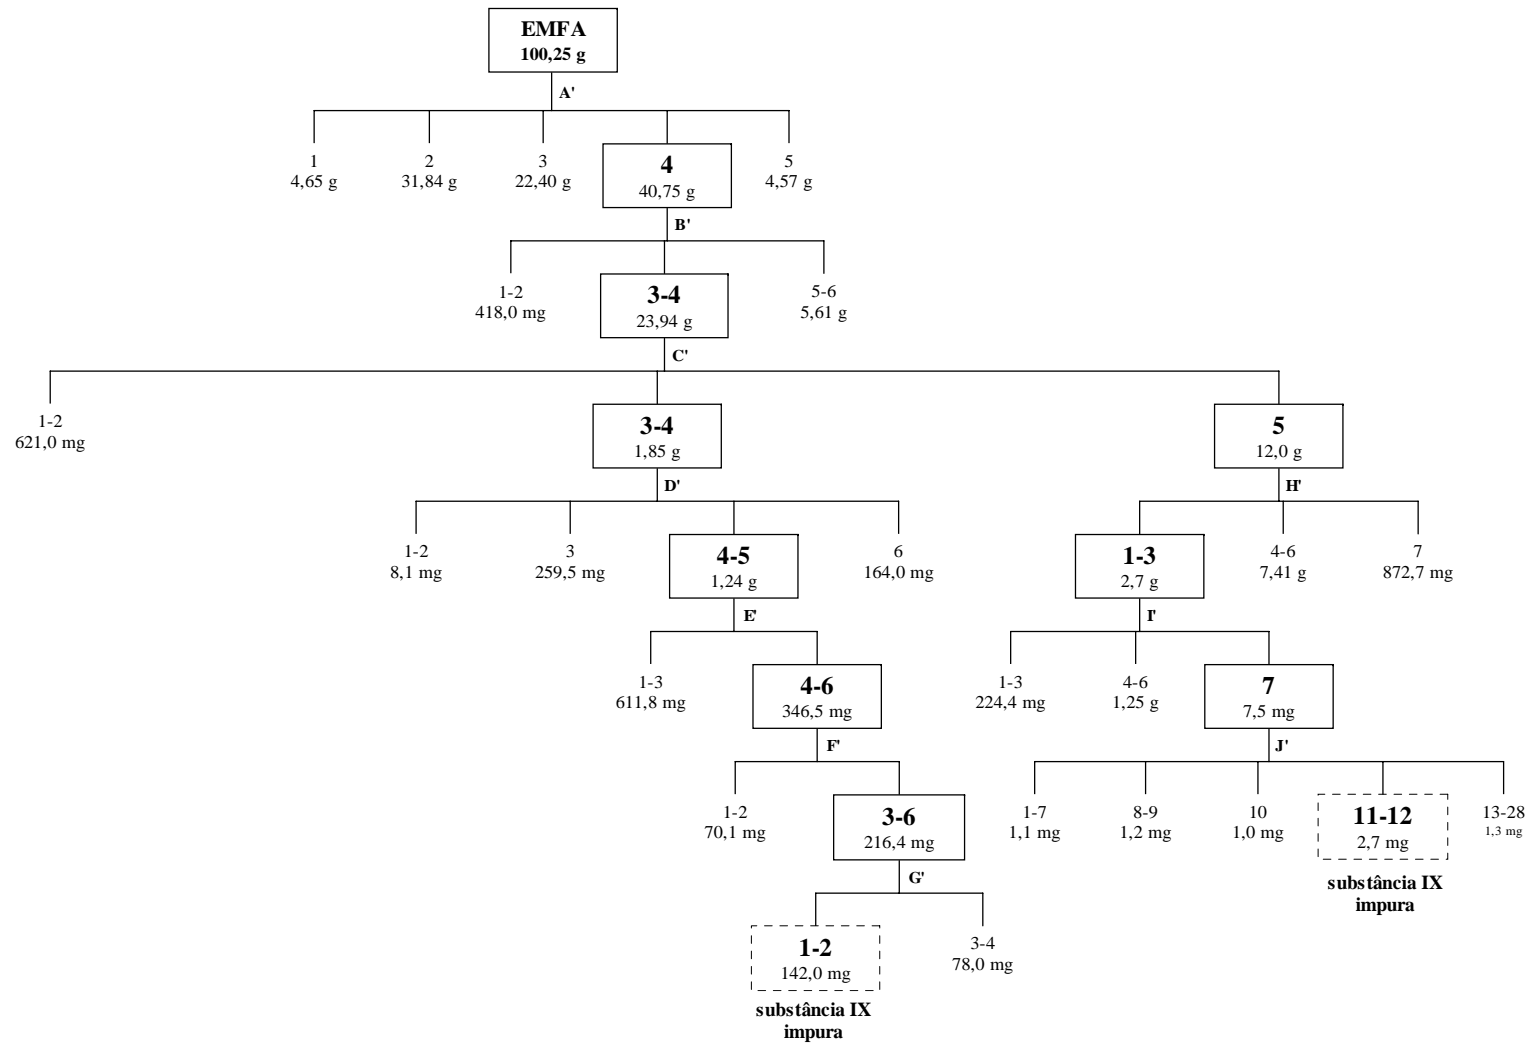 EMFA
100,25 g
A'
1
4,65 g
2
31,84 g
3
22,40 g
4
40,75 g
5
4,57 g
B'
1-2
418,0 mg
3-4
23,94 g
5-6
5,61 g
C'
1-2
621,0 mg
3-4
1,85 g
5
12,0 g
D'
H'
1-2
8,1 mg
3
259,5 mg
4-5
1,24 g
6
164,0 mg
1-3
2,7 g
4-6
7,41 g
7
872,7 mg
E'
I'
1-3
611,8 mg
4-6
346,5 mg
1-3
224,4 mg
4-6
1,25 g
7
7,5 mg
F'
J'
1-2
70,1 mg
3-6
216,4 mg
1-7
1,1 mg
8-9
1,2 mg
10
1,0 mg
11-12
2,7 mg
13-28
1,3 mg
substância IX
impura
G'
1-2
142,0 mg
3-4
78,0 mg
substância IX
impura